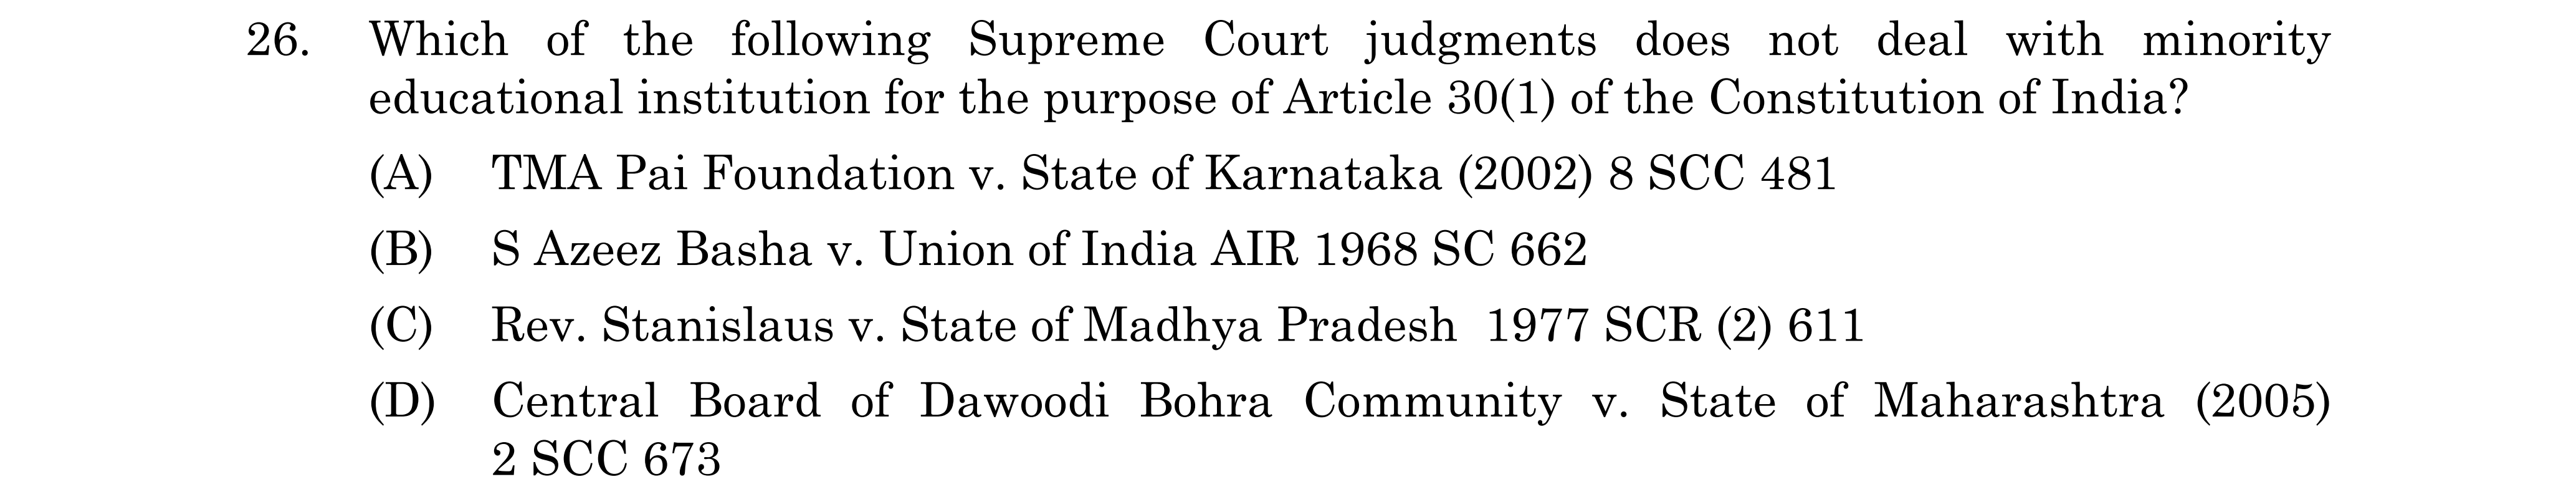 26. Which of the following Supreme Court judgments does not deal with minority
educational institution for the purpose of Article 30(1) of the Constitution of India?
(A) TMA Pai Foundation v. State of Karnataka (2002) 8 SCC 481
(B) S Azeez Basha v. Union of India AIR 1968 SC 662
(C) Rev. Stanislaus v. State of Madhya Pradesh 1977 SCR (2) 611
(D) Central Board of Dawoodi Bohra Community v. State of Maharashtra (2005)
2 SCC 673